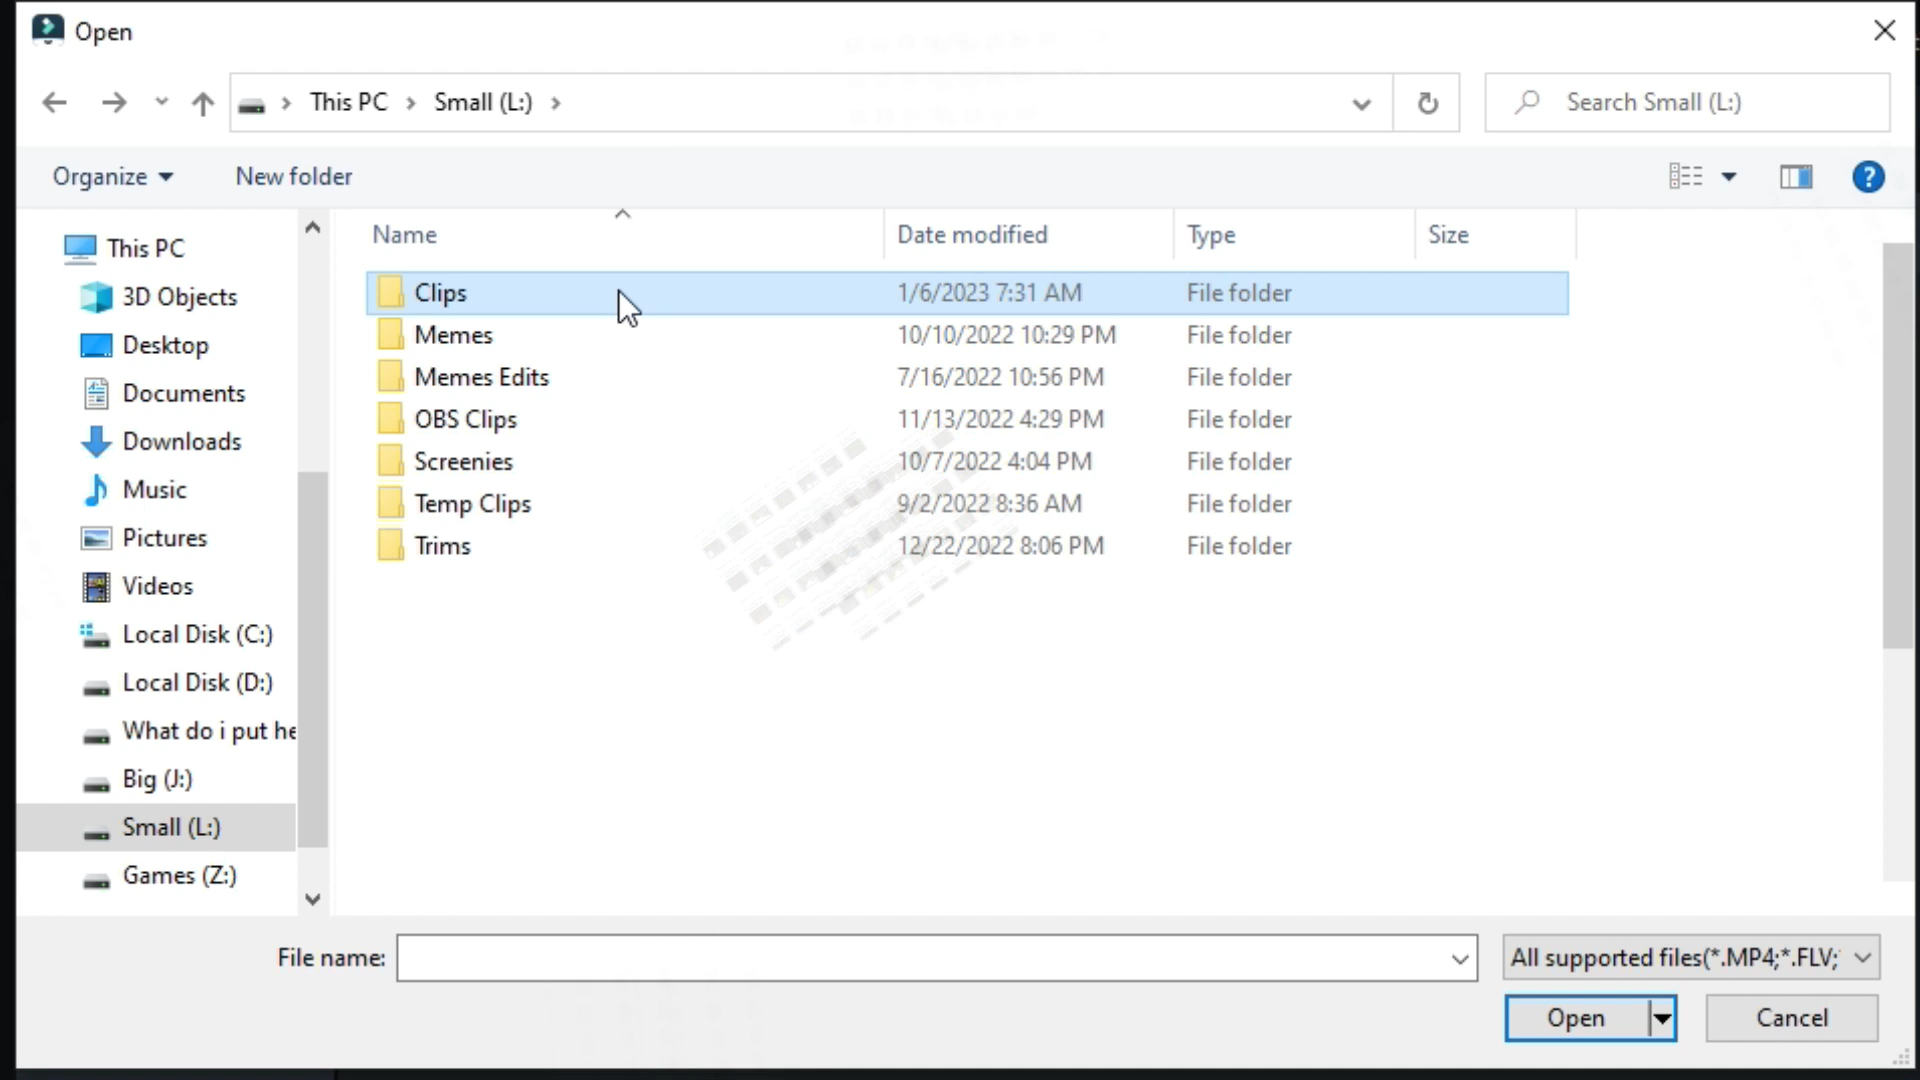 Open
This PC Small (L:)
Search Small (L:)
Organize New folder
?
Name Date modified Type Size
Clips 1/6/2023 7:31 AM File folder
Memes 10/10/2022 10:29 PM File folder
Memes Edits 7/16/2022 10:56 PM File folder
OBS Clips 11/13/2022 4:29 PM File folder
Screenies 10/7/2022 4:04 PM File folder
Temp Clips 9/2/2022 8:36 AM File folder
Trims 12/22/2022 8:06 PM File folder
This PC
3D Objects
Desktop
Documents
Downloads
Music
Pictures
Videos
Local Disk (C:)
Local Disk (D:)
What do i put he
Big (J:)
Small (L:)
Games (Z:)
File name:
All supported files(*.MP4;*.FLV;
Open
Cancel